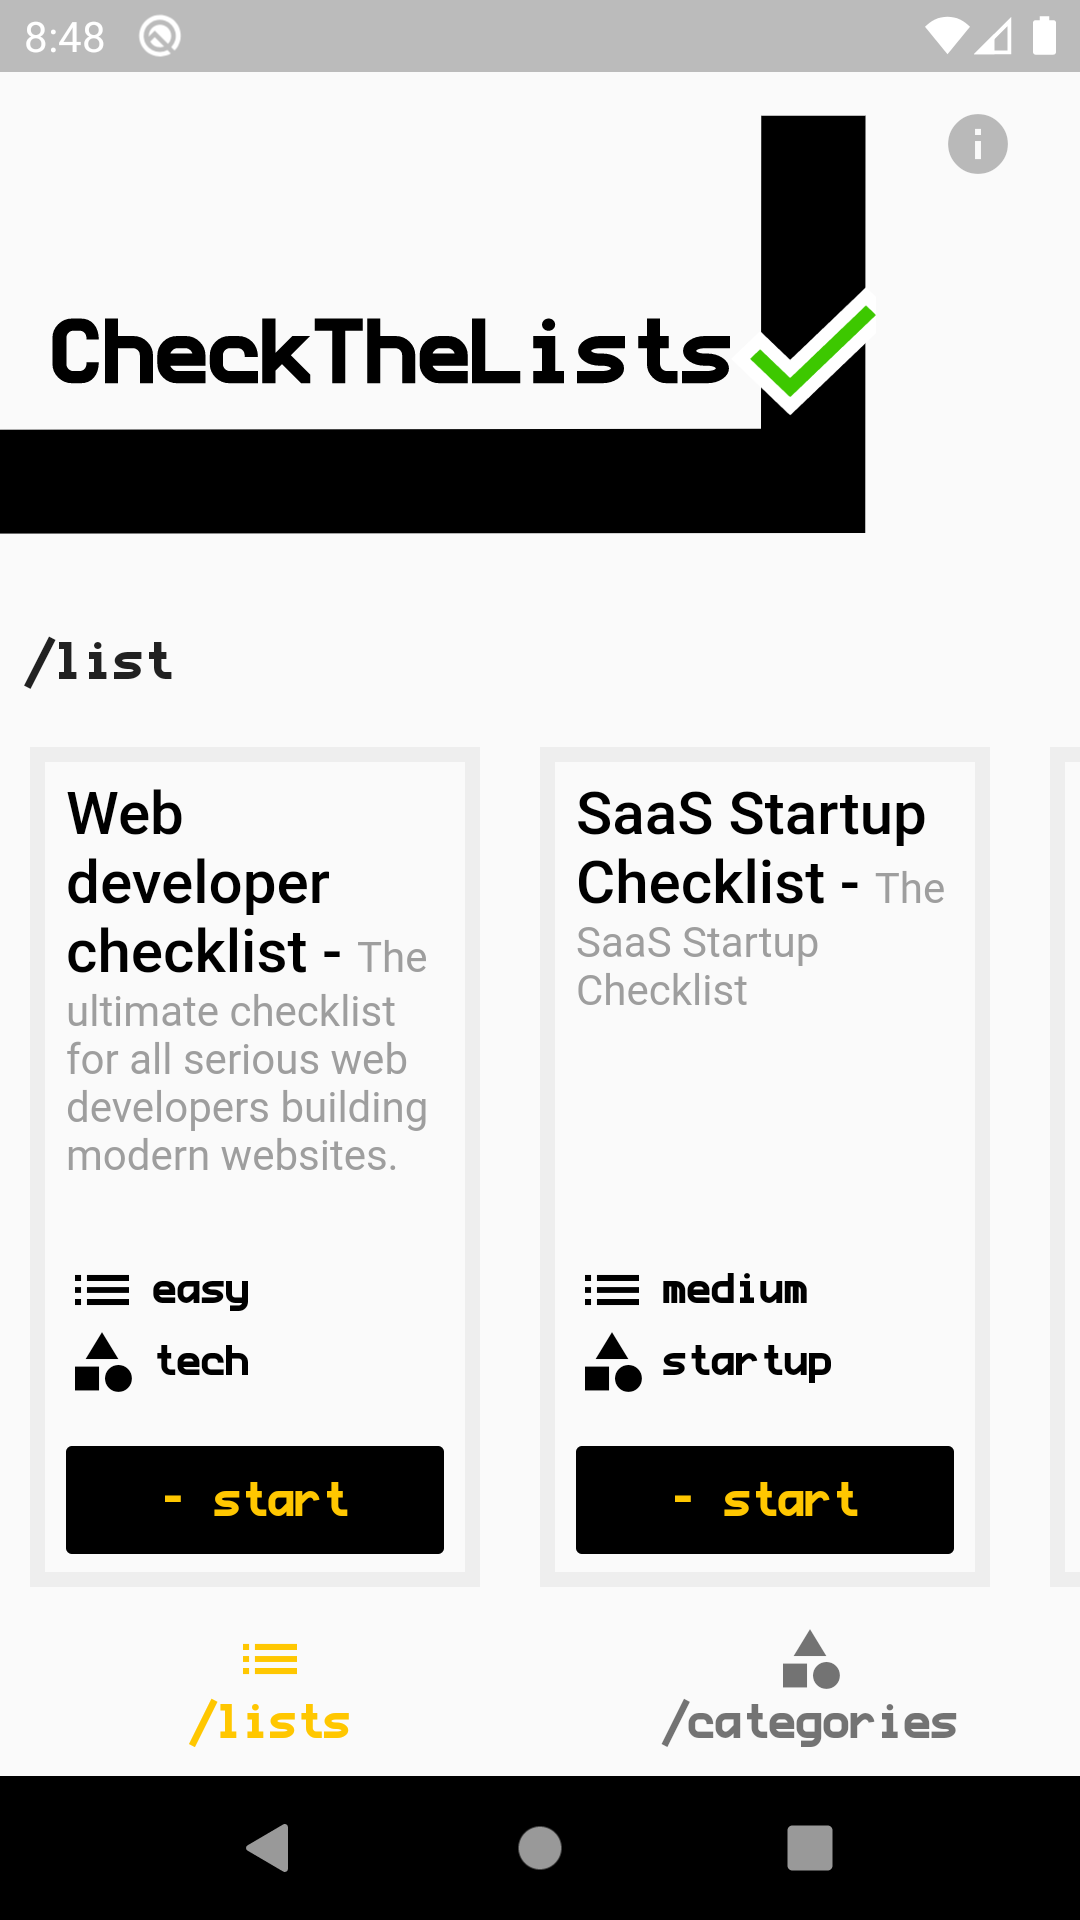 8:48
CheckTheLists
/list
Web
developer
checklist - The
ultimate checklist
for all serious web
developers building
modern websites.
easy
tech
- start
SaaS Startup
Checklist - The
SaaS Startup
Checklist
medium
startup
- start
/lists
/categories